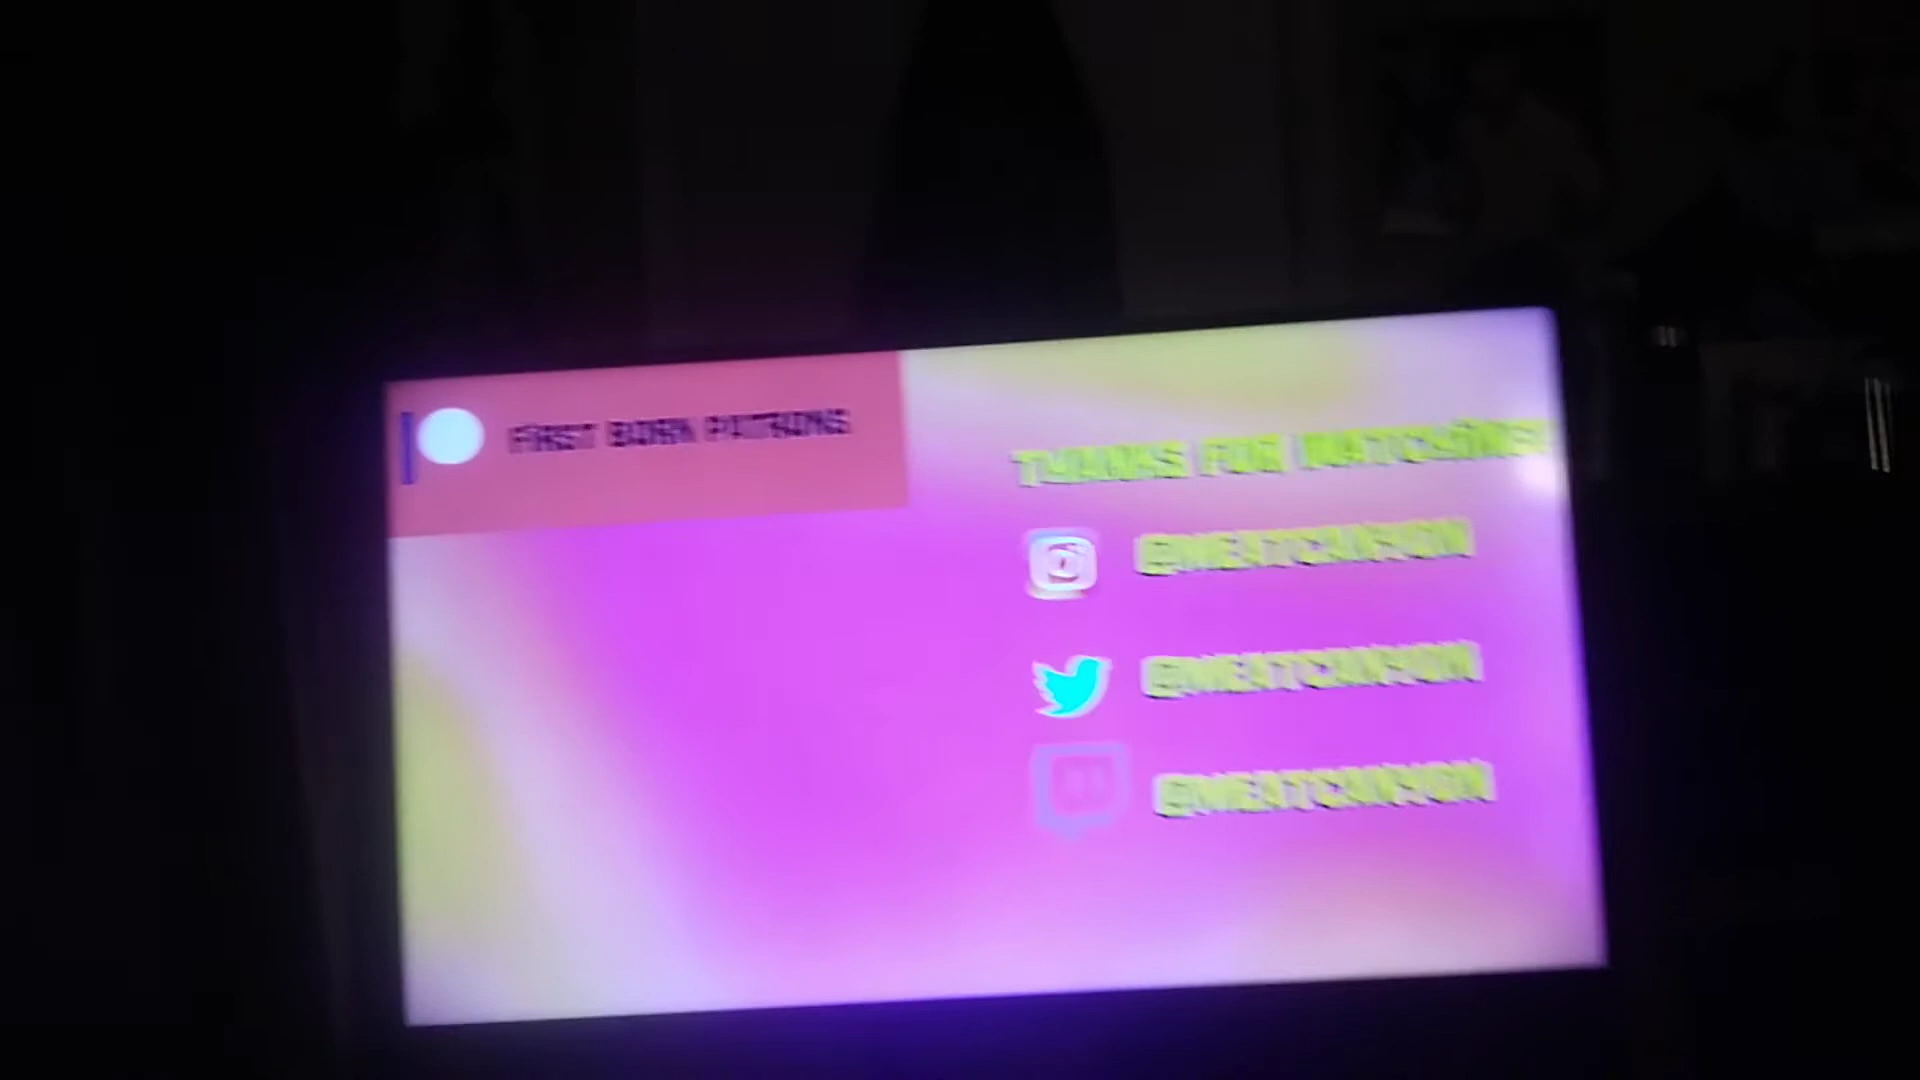 FIRST BORN PATRONS
THANKS FOR WATCHING!
@MEATCANYON
@MEATCANYON
@MEATCANYON